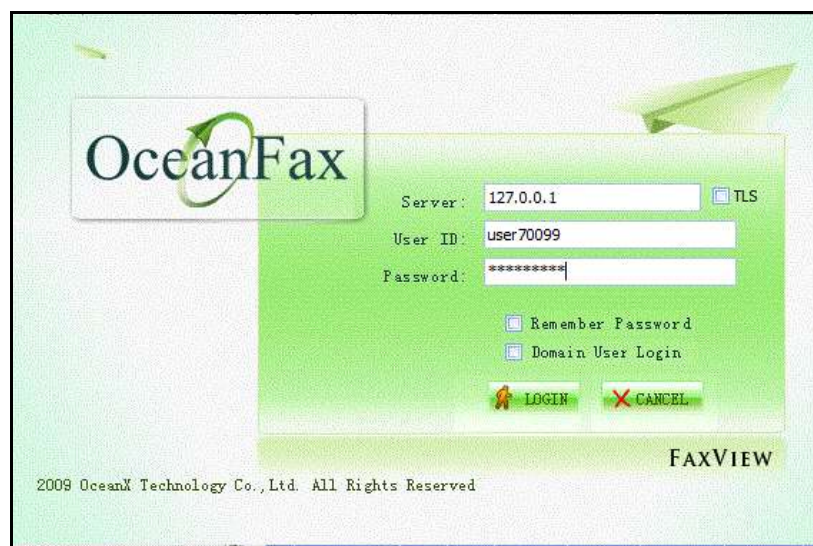 OceanFax
Server: 127.0.0.1 TLS
User ID: user70099
Password: *********
Remember Password
Domain User Login
LOGIN CANCEL
FAXVIEW
2009 OceanX Technology Co.,Ltd. All Rights Reserved